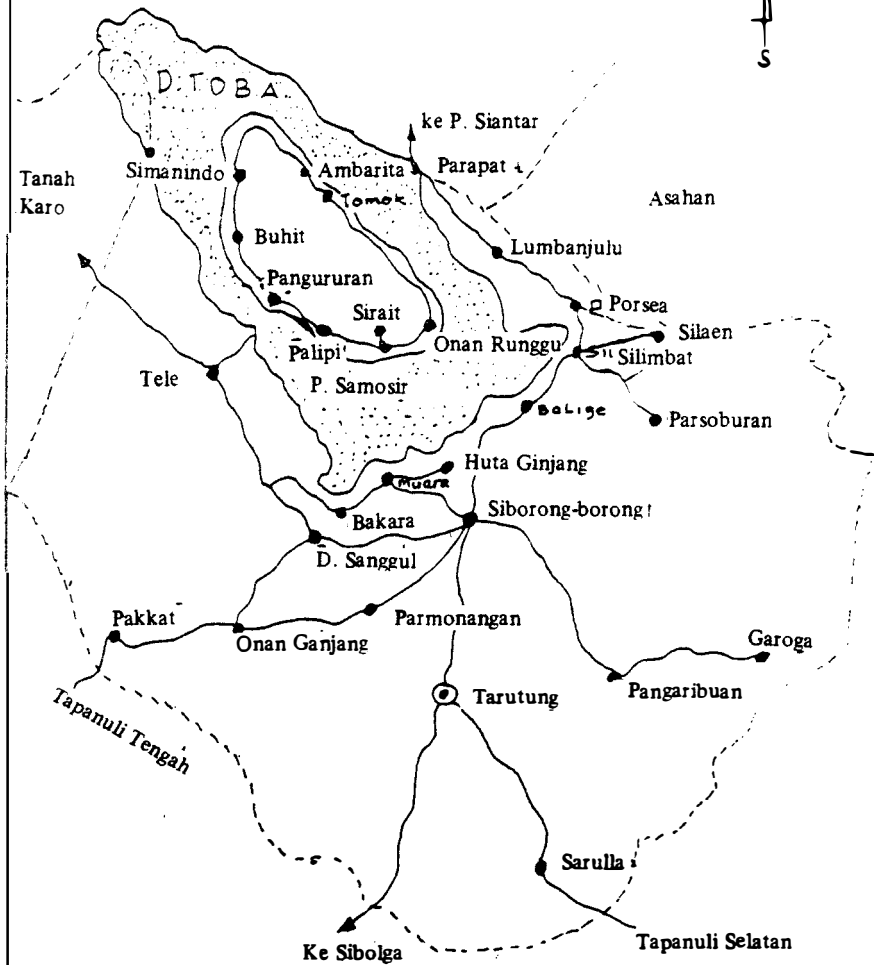 S
D. TOBA
ke P. Siantar
Simanindo
Ambarita
Parapat
Tanah
Karo
Tomok
Asahan
Buhit
Lumbanjulu
Pangururan
Porsea
Sirait
Silaen
Palipi
Onan Runggu
Silimbat
Tele
P. Samosir
Balige
Parsoburan
Huta Ginjang
Muara
Bakara
Siborong-borong
D. Sanggul
Pakkat
Onan Ganjang
Parmonangan
Garoga
Pangaribuan
Tarutung
Tapanuli Tengah
Sarulla
Ke Sibolga
Tapanuli Selatan